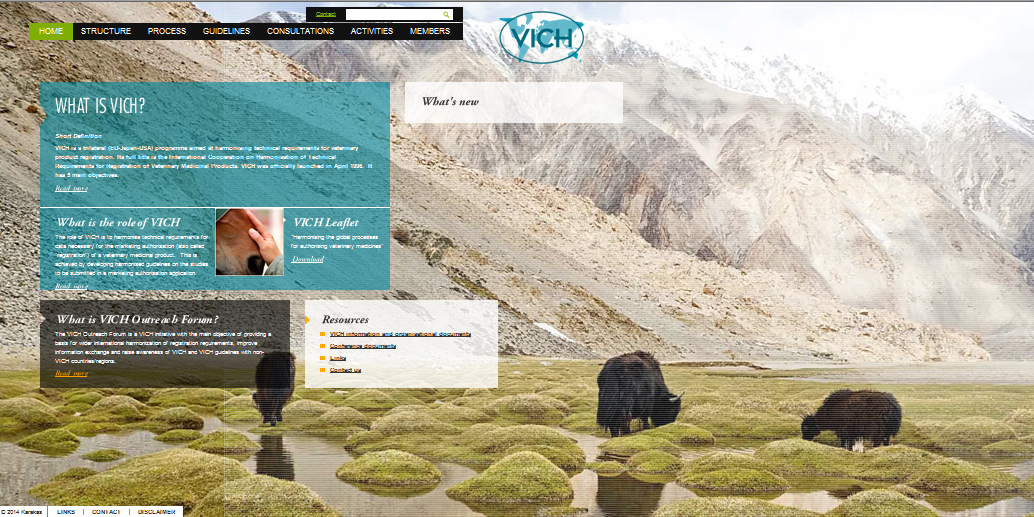 Contact
HOME STRUCTURE PROCESS GUIDELINES CONSULTATIONS ACTIVITIES MEMBERS
VICH
WHAT IS VICH?
Short Definition
VICH is a trilateral (EU-Japan-USA) programme aimed at harmonising technical requirements for veterinary
product registration. Its full title is the International Cooperation on Harmonisation of Technical
Requirements for Registration of Veterinary Medicinal Products. VICH was officially launched in April 1996. It
has 5 main objectives.
Read more
What's new
What is the role of VICH
The role of VICH is to harmonise technical requirements for
data necessary for the marketing authorisation (also called
"registration") of a veterinary medicinal product. This is
achieved by developing harmonised guidelines on the studies
to be submitted in a marketing authorisation application
Read more
VICH Leaflet
"Harmonising the global processes
for authorising veterinary medicines"
Download
What is VICH Outreach Forum?
The VICH Outreach Forum is a VICH initiative with the main objective of providing a
basis for wider international harmonization of registration requirements, improve
information exchange and raise awareness of VICH and VICH guidelines with non-
VICH countries/regions.
Read more
Resources
VICH information and organisational documents
Links
Contact us
© 2014 Kerekas | LINKS | CONTACT | DISCLAIMER